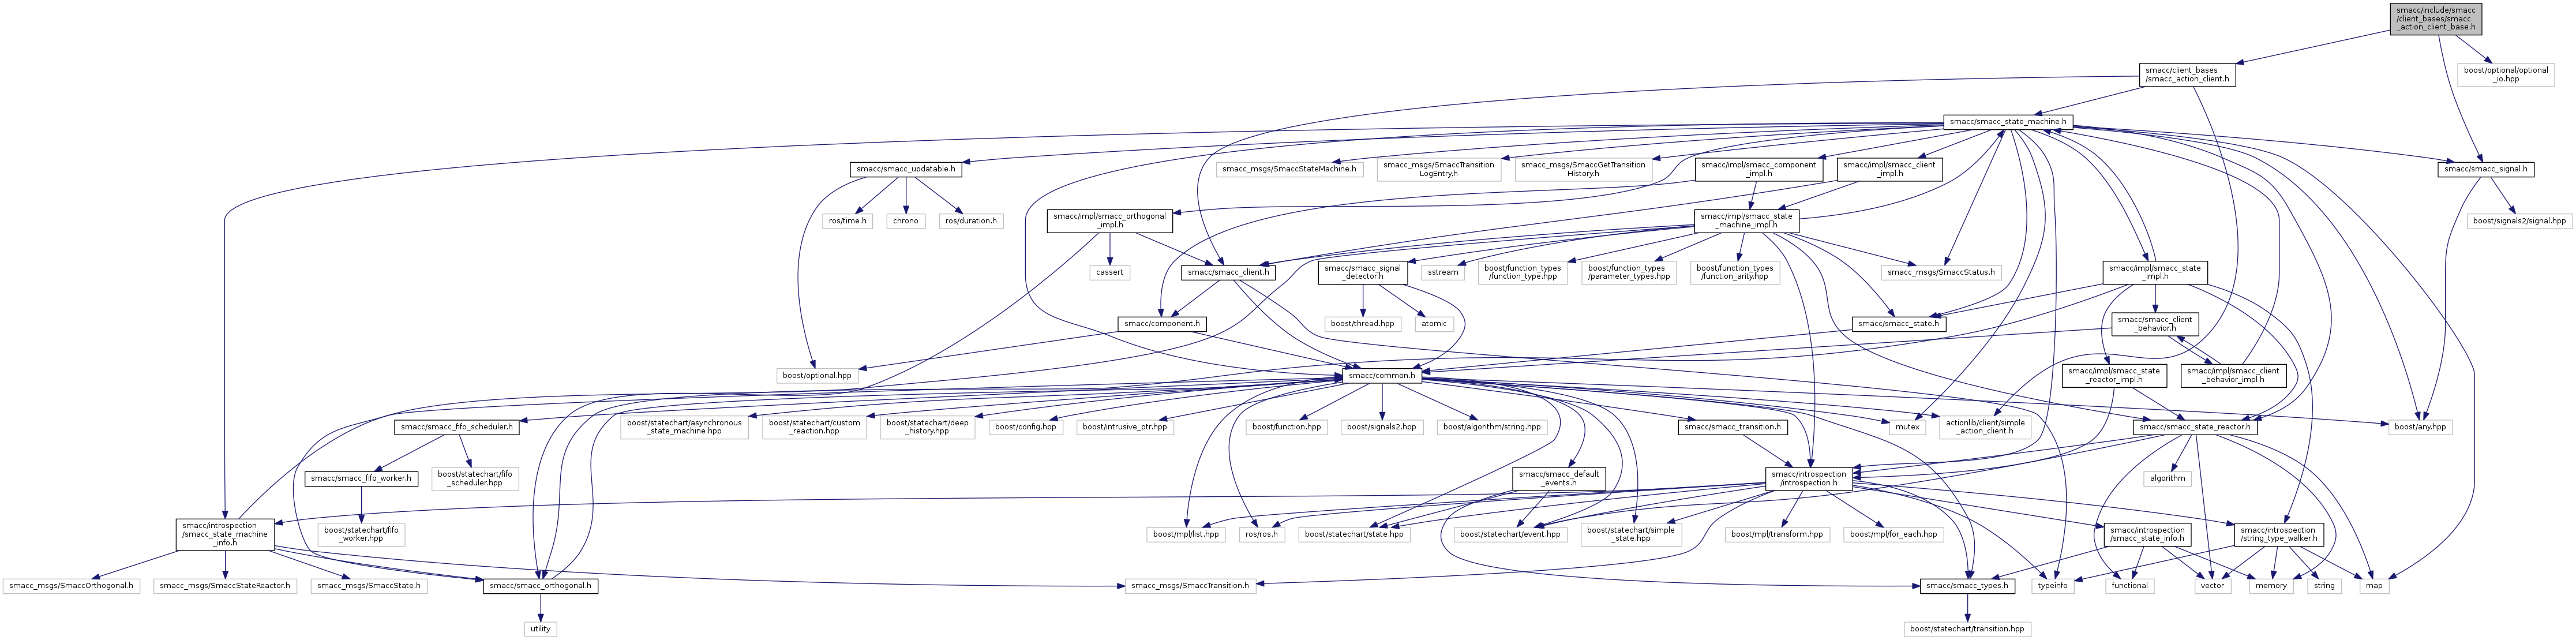 smacc/include/smacc
/client_bases/smacc
_action_client_base.h
smacc/client_bases
/smacc_action_client.h
boost/optional/optional
_io.hpp
smacc/smacc_state_machine.h
smacc/smacc_updatable.h
smacc_msgs/SmaccStateMachine.h
smacc_msgs/SmaccTransition
LogEntry.h
smacc_msgs/SmaccGetTransition
History.h
smacc/impl/smacc_component
_impl.h
smacc/impl/smacc_client
_impl.h
smacc/smacc_signal.h
ros/time.h
chrono
ros/duration.h
smacc/impl/smacc_orthogonal
_impl.h
smacc/impl/smacc_state
_machine_impl.h
boost/signals2/signal.hpp
cassert
smacc/smacc_client.h
smacc/smacc_signal
_detector.h
sstream
boost/function_types
/function_type.hpp
boost/function_types
/parameter_types.hpp
boost/function_types
/function_arity.hpp
smacc_msgs/SmaccStatus.h
smacc/impl/smacc_state
_impl.h
smacc/component.h
boost/thread.hpp
atomic
smacc/smacc_state.h
smacc/smacc_client
_behavior.h
boost/optional.hpp
smacc/common.h
smacc/impl/smacc_state
_reactor_impl.h
smacc/impl/smacc_client
_behavior_impl.h
smacc/smacc_fifo_scheduler.h
boost/statechart/asynchronous
_state_machine.hpp
boost/statechart/custom
_reaction.hpp
boost/statechart/deep
_history.hpp
boost/config.hpp
boost/intrusive_ptr.hpp
boost/function.hpp
boost/signals2.hpp
boost/algorithm/string.hpp
smacc/smacc_transition.h
mutex
actionlib/client/simple
_action_client.h
smacc/smacc_state_reactor.h
boost/any.hpp
smacc/smacc_fifo_worker.h
boost/statechart/fifo
_scheduler.hpp
smacc/smacc_default
_events.h
smacc/introspection
/introspection.h
algorithm
smacc/introspection
/smacc_state_machine
_info.h
boost/statechart/fifo
_worker.hpp
boost/mpl/list.hpp
ros/ros.h
boost/statechart/state.hpp
boost/statechart/event.hpp
boost/statechart/simple
_state.hpp
boost/mpl/transform.hpp
boost/mpl/for_each.hpp
smacc/introspection
/smacc_state_info.h
smacc/introspection
/string_type_walker.h
smacc_msgs/SmaccOrthogonal.h
smacc_msgs/SmaccStateReactor.h
smacc_msgs/SmaccState.h
smacc/smacc_orthogonal.h
smacc_msgs/SmaccTransition.h
smacc/smacc_types.h
typeinfo
functional
vector
memory
string
map
utility
boost/statechart/transition.hpp